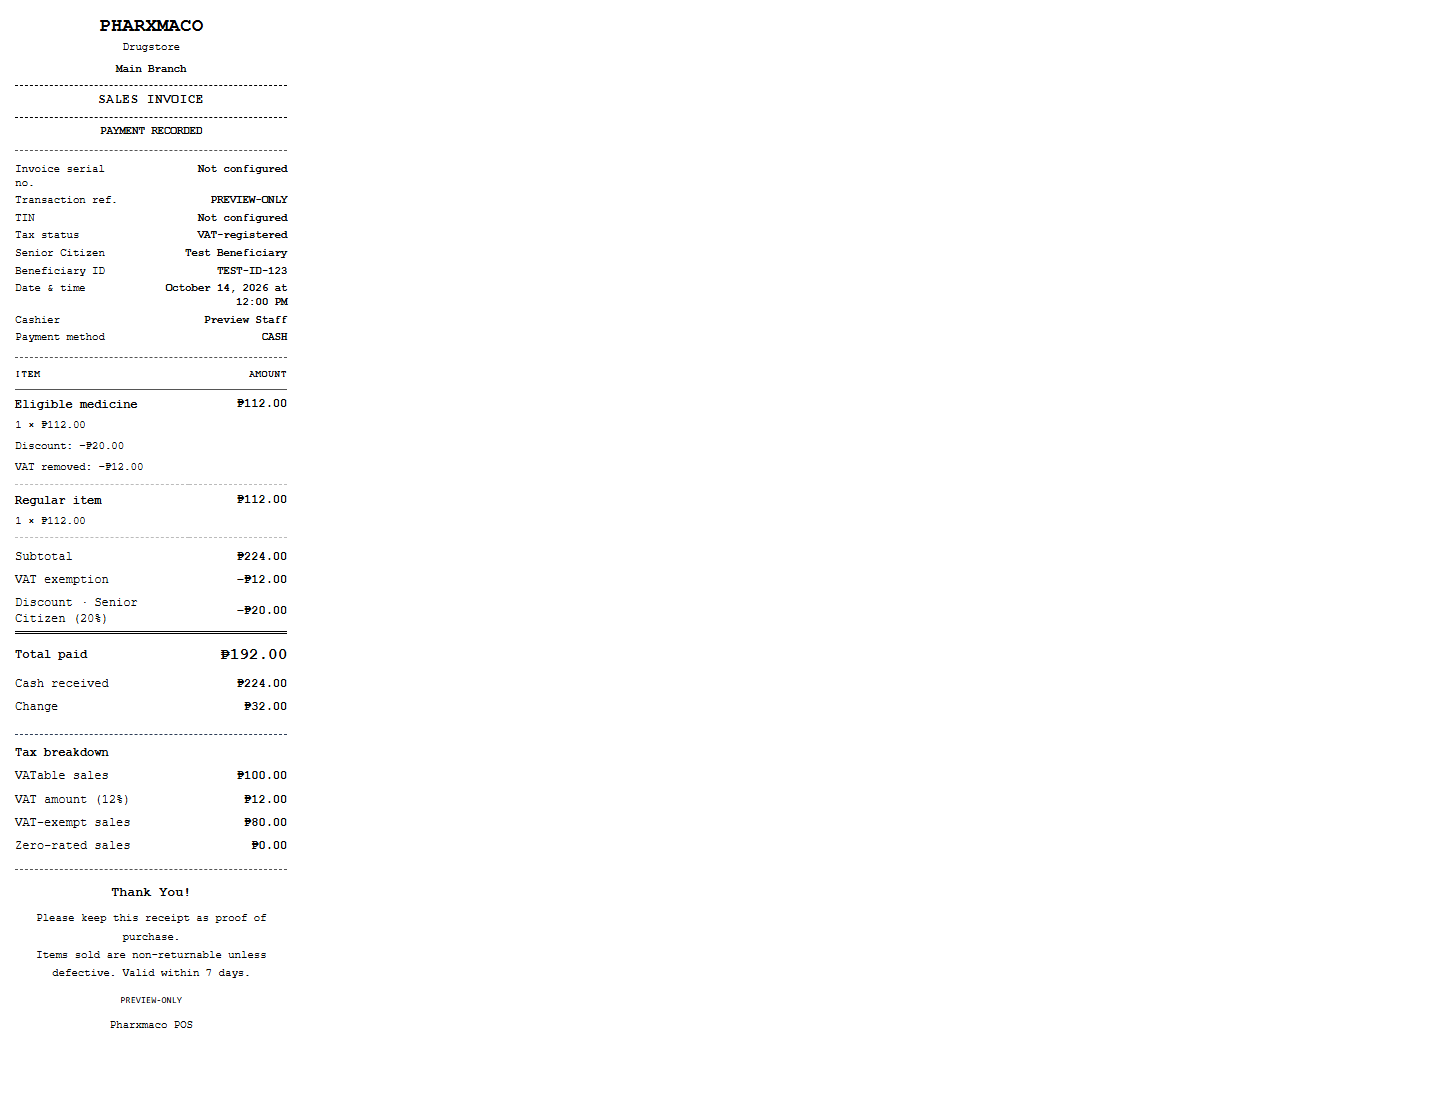 PHARXMACO
Drugstore
Main Branch
SALES INVOICE
PAYMENT RECORDED
Invoice serial no. Not configured
Transaction ref. PREVIEW-ONLY
TIN Not configured
Tax status VAT-registered
Senior Citizen Test Beneficiary
Beneficiary ID TEST-ID-123
Date & time October 14, 2026 at 12:00 PM
Cashier Preview Staff
Payment method CASH
ITEM AMOUNT
Eligible medicine ₱112.00
1 × ₱112.00
Discount: −₱20.00
VAT removed: −₱12.00
Regular item ₱112.00
1 × ₱112.00
Subtotal ₱224.00
VAT exemption −₱12.00
Discount · Senior Citizen (20%) −₱20.00
Total paid ₱192.00
Cash received ₱224.00
Change ₱32.00
Tax breakdown
VATable sales ₱100.00
VAT amount (12%) ₱12.00
VAT-exempt sales ₱80.00
Zero-rated sales ₱0.00
Thank You!
Please keep this receipt as proof of
purchase.
Items sold are non-returnable unless
defective. Valid within 7 days.
PREVIEW-ONLY
Pharxmaco POS